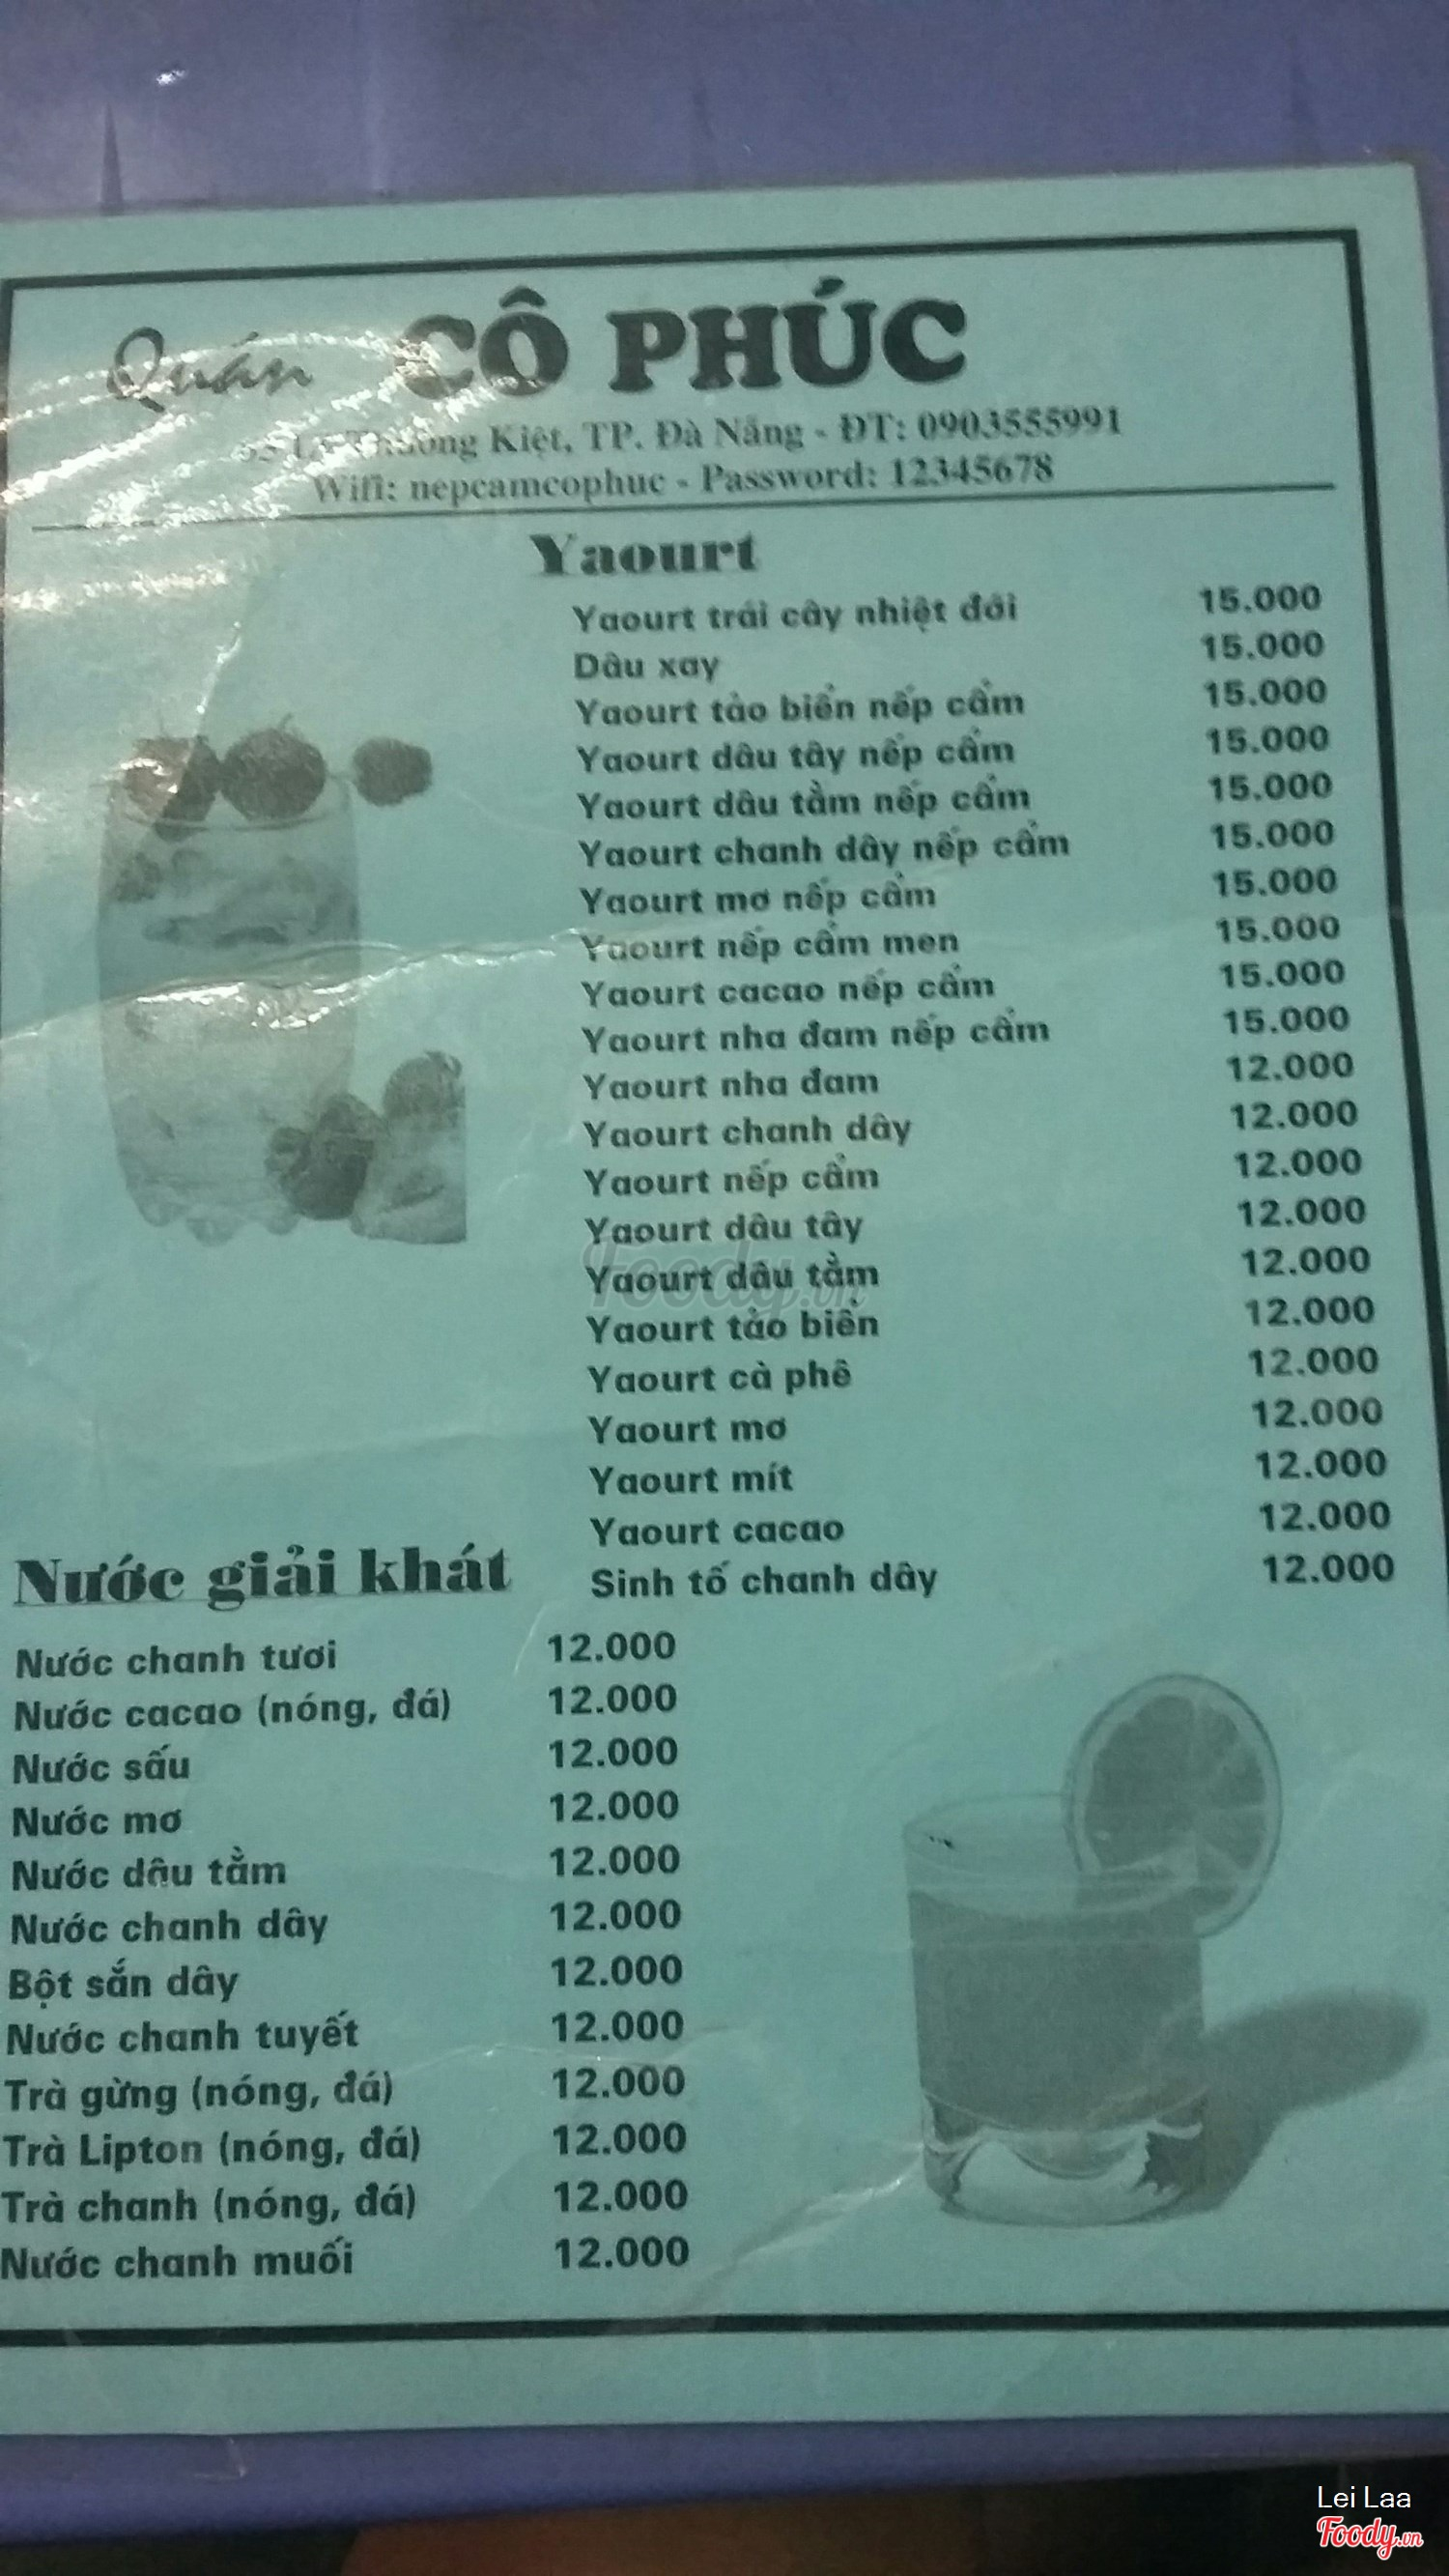 Quán CÔ PHÚC
Kiệt, TP. Đà Nẵng - ĐT: 0903555991
Wifi: nepcamcophuc - Password: 12345678
Yaourt
Yaourt trái cây nhiệt đới 15.000
Dâu xay 15.000
Yaourt tảo biển nếp cẩm 15.000
Yaourt dâu tây nếp cẩm 15.000
Yaourt dâu tằm nếp cẩm 15.000
Yaourt chanh dây nếp cẩm 15.000
Yaourt mơ nếp cẩm 15.000
Yaourt nếp cẩm men 15.000
Yaourt cacao nếp cẩm 15.000
Yaourt nha đam nếp cẩm 15.000
Yaourt nha đam 12.000
Yaourt chanh dây 12.000
Yaourt nếp cẩm 12.000
Yaourt dâu tây 12.000
Yaourt dâu tằm 12.000
Yaourt tảo biển 12.000
Yaourt cà phê 12.000
Yaourt mơ 12.000
Yaourt mít 12.000
Yaourt cacao 12.000
Sinh tố chanh dây 12.000
Nước giải khát
Nước chanh tươi 12.000
Nước cacao (nóng, đá) 12.000
Nước sấu 12.000
Nước mơ 12.000
Nước dâu tằm 12.000
Nước chanh dây 12.000
Bột sắn dây 12.000
Nước chanh tuyết 12.000
Trà gừng (nóng, đá) 12.000
Trà Lipton (nóng, đá) 12.000
Trà chanh (nóng, đá) 12.000
Nước chanh muối 12.000
Foody.vn
Lei Laa
Foody.vn